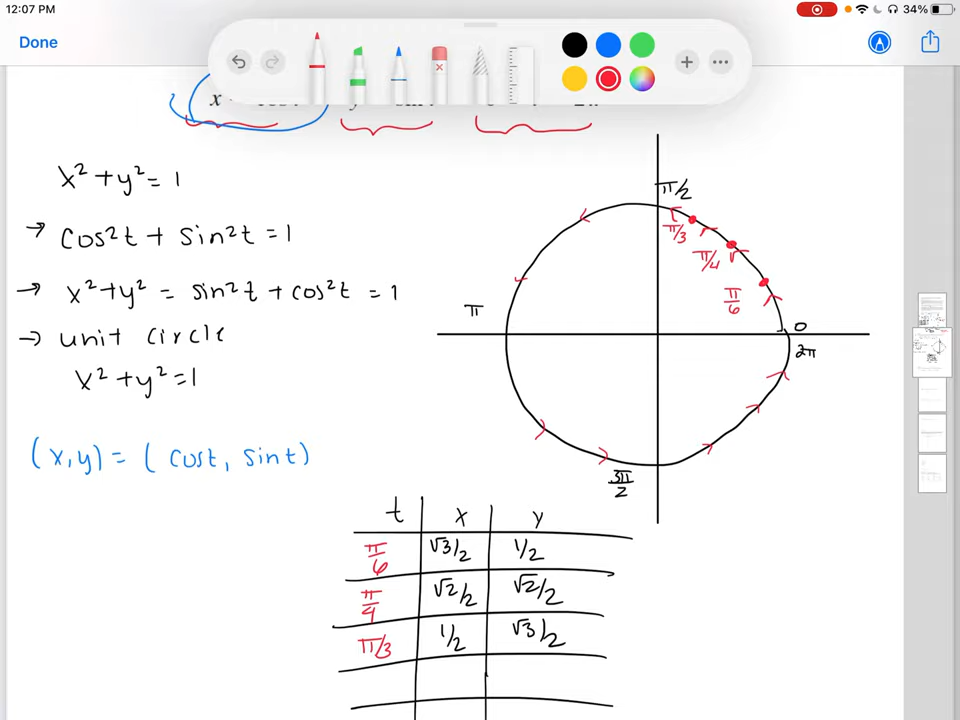 12:07 PM
34%
Done
x² + y² = 1
→ cos²t + sin²t = 1
→ x² + y² = sin²t + cos²t = 1
→ unit circle
x² + y² = 1
(x,y) = (cost, sint)
π/2
π/3
π/4
π/6
π
0
2π
3π/2
t x y
π/6 √3/2 1/2
π/4 √2/2 √2/2
π/3 1/2 √3/2